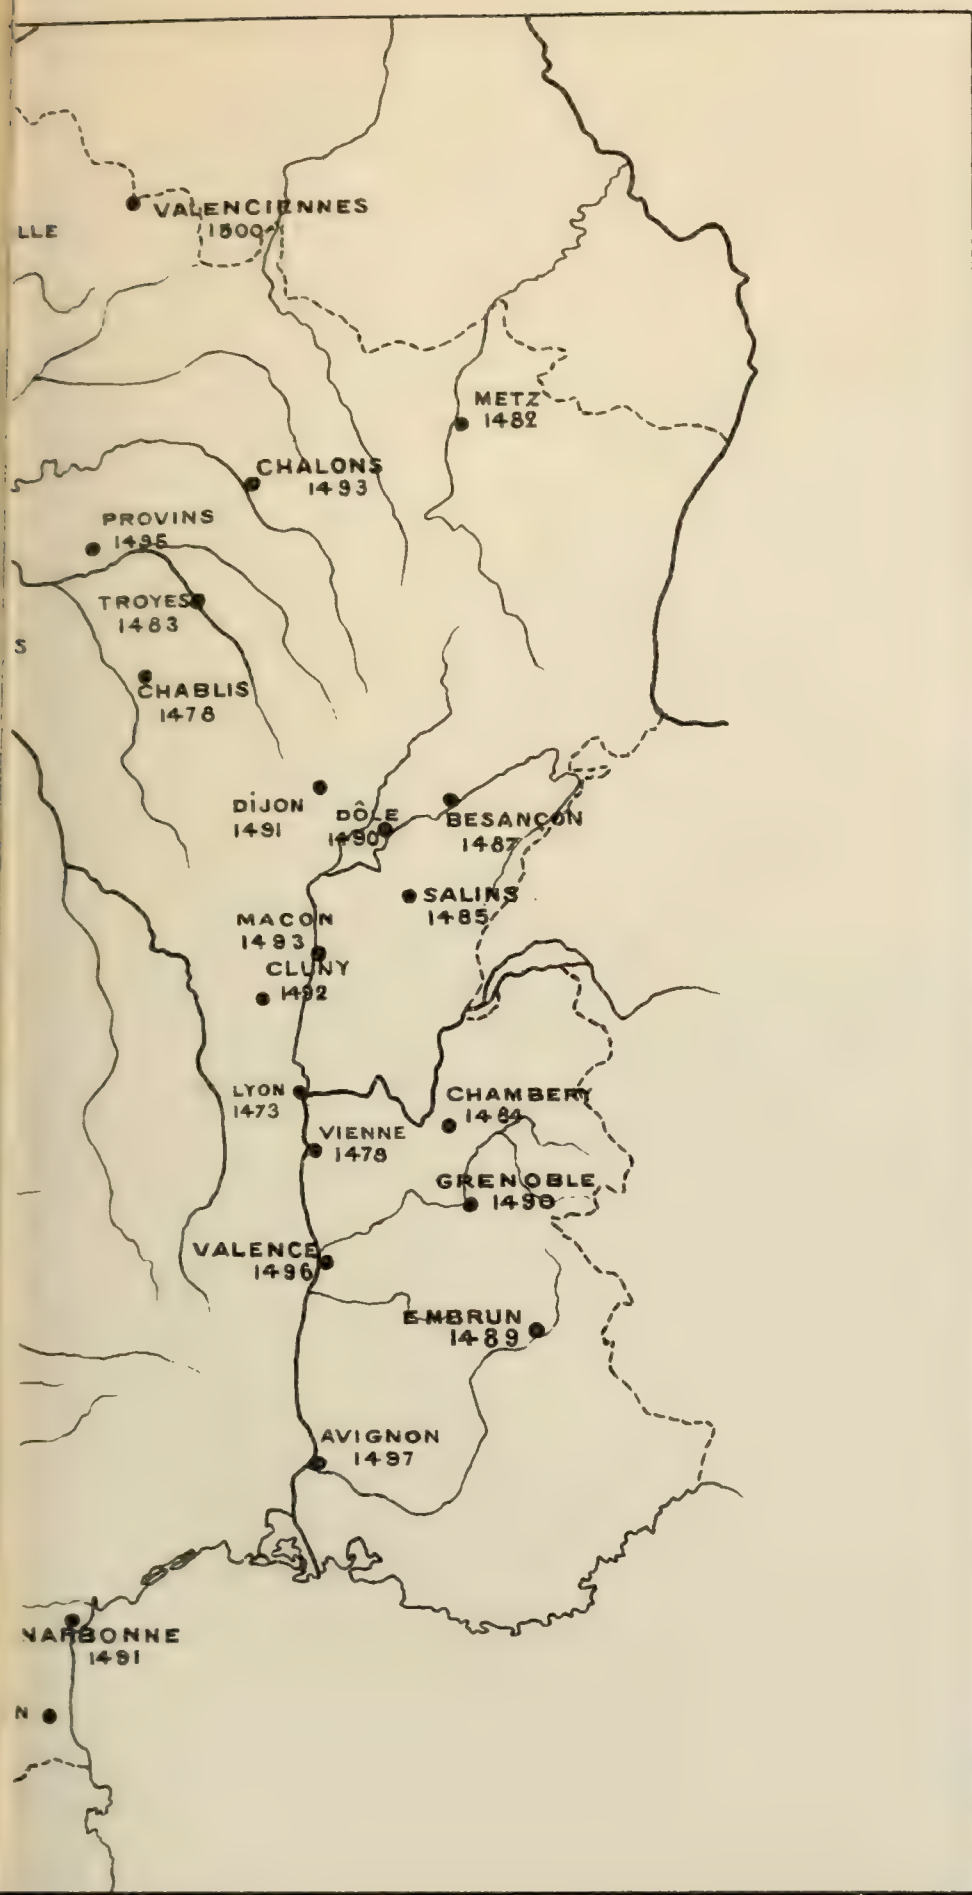 VALENCIENNES
1500
LLE
METZ
1482
CHALONS
1493
PROVINS
1495
TROYES
1483
S
CHABLIS
1478
DIJON
1491
DÔLE
1490
BESANÇON
1487
SALINS
1485
MACON
1493
CLUNY
1492
LYON
1473
CHAMBERY
1484
VIENNE
1478
GRENOBLE
1490
VALENCE
1496
EMBRUN
1489
AVIGNON
1497
NARBONNE
1491
N